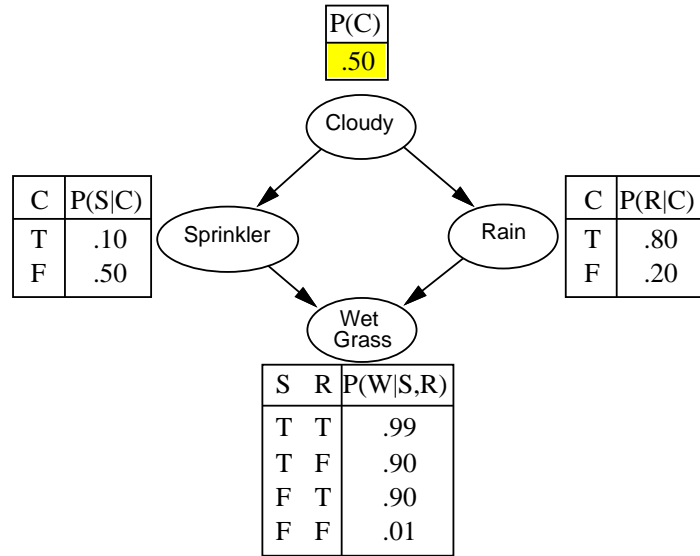 P(C)
.50
Cloudy
C P(S|C)
T .10
F .50
Sprinkler
Rain
C P(R|C)
T .80
F .20
Wet
Grass
S R P(W|S,R)
T T .99
T F .90
F T .90
F F .01